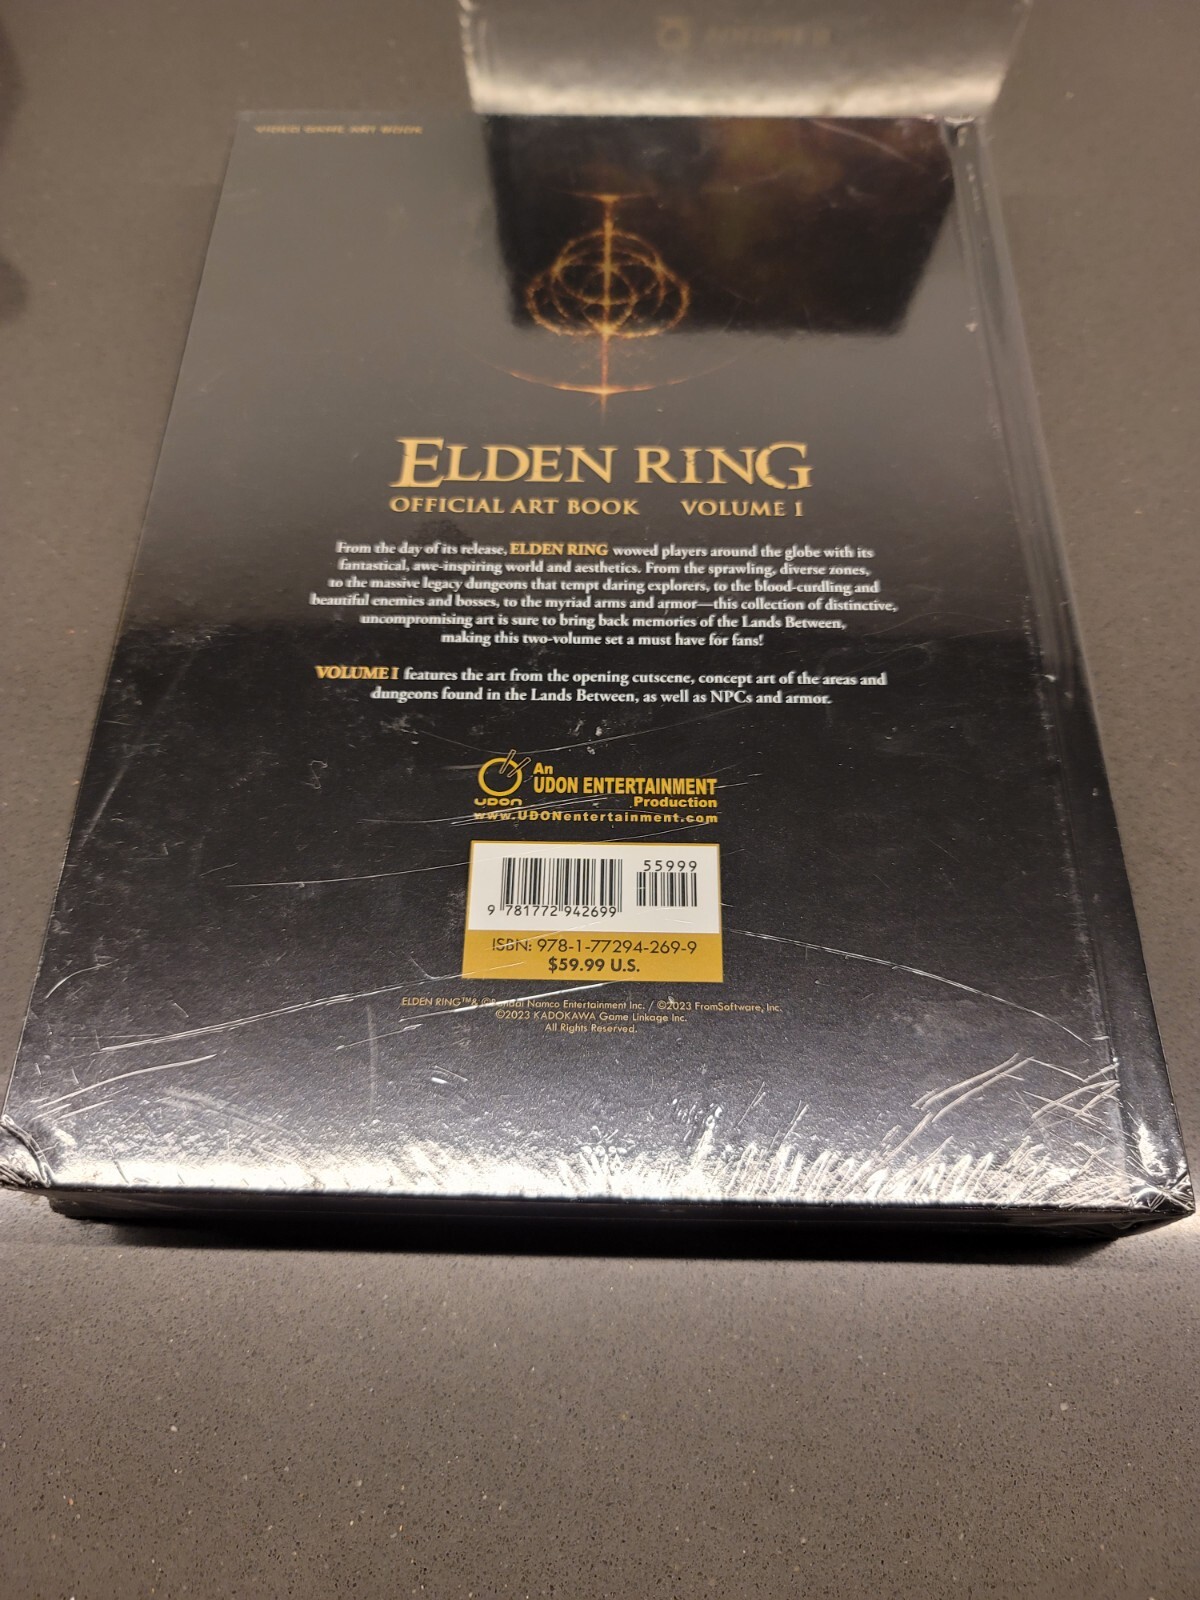 VIDEO GAME ART BOOK
ELDEN RING
OFFICIAL ART BOOK VOLUME I
From the day of its release, ELDEN RING wowed players around the globe with its
fantastical, awe-inspiring world and aesthetics. From the sprawling, diverse zones,
to the massive legacy dungeons that tempt daring explorers, to the blood-curdling and
beautiful enemies and bosses, to the myriad arms and armor—this collection of distinctive,
uncompromising art is sure to bring back memories of the Lands Between,
making this two-volume set a must have for fans!
VOLUME I features the art from the opening cutscene, concept art of the areas and
dungeons found in the Lands Between, as well as NPCs and armor.
An
UDON ENTERTAINMENT
Production
UDON
www.UDONentertainment.com
55999
9 781772 942699
ISBN: 978-1-77294-269-9
$59.99 U.S.
ELDEN RING™& ©Bandai Namco Entertainment Inc. / ©2023 FromSoftware, Inc.
©2023 KADOKAWA Game Linkage Inc.
All Rights Reserved.